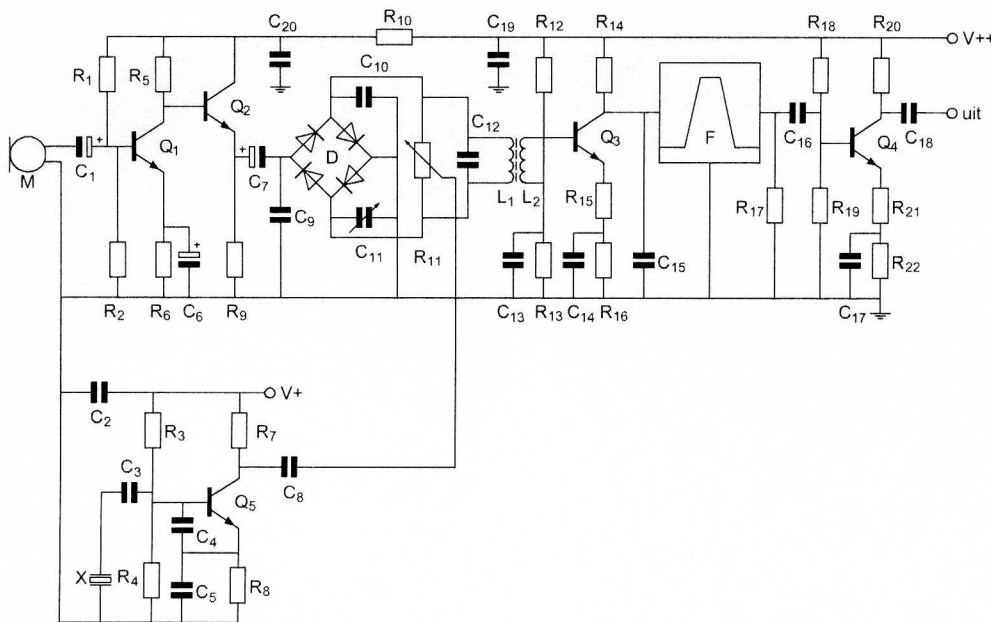 C20 R10 C19 R12 R14 R18 R20
V++
R1 R5 C10
Q2 C12 C16 C18 uit
+ Q1 + D Q3 F Q4
M C1 C7 L1 L2
C9 R15 R17 R19 R21
C11 R11
+ C15 R22
R2 R6 C6 R9 C13 R13 C14 R16 C17
V+
C2 R3 R7
C3 C8
Q5
C4
X R4 C5 R8